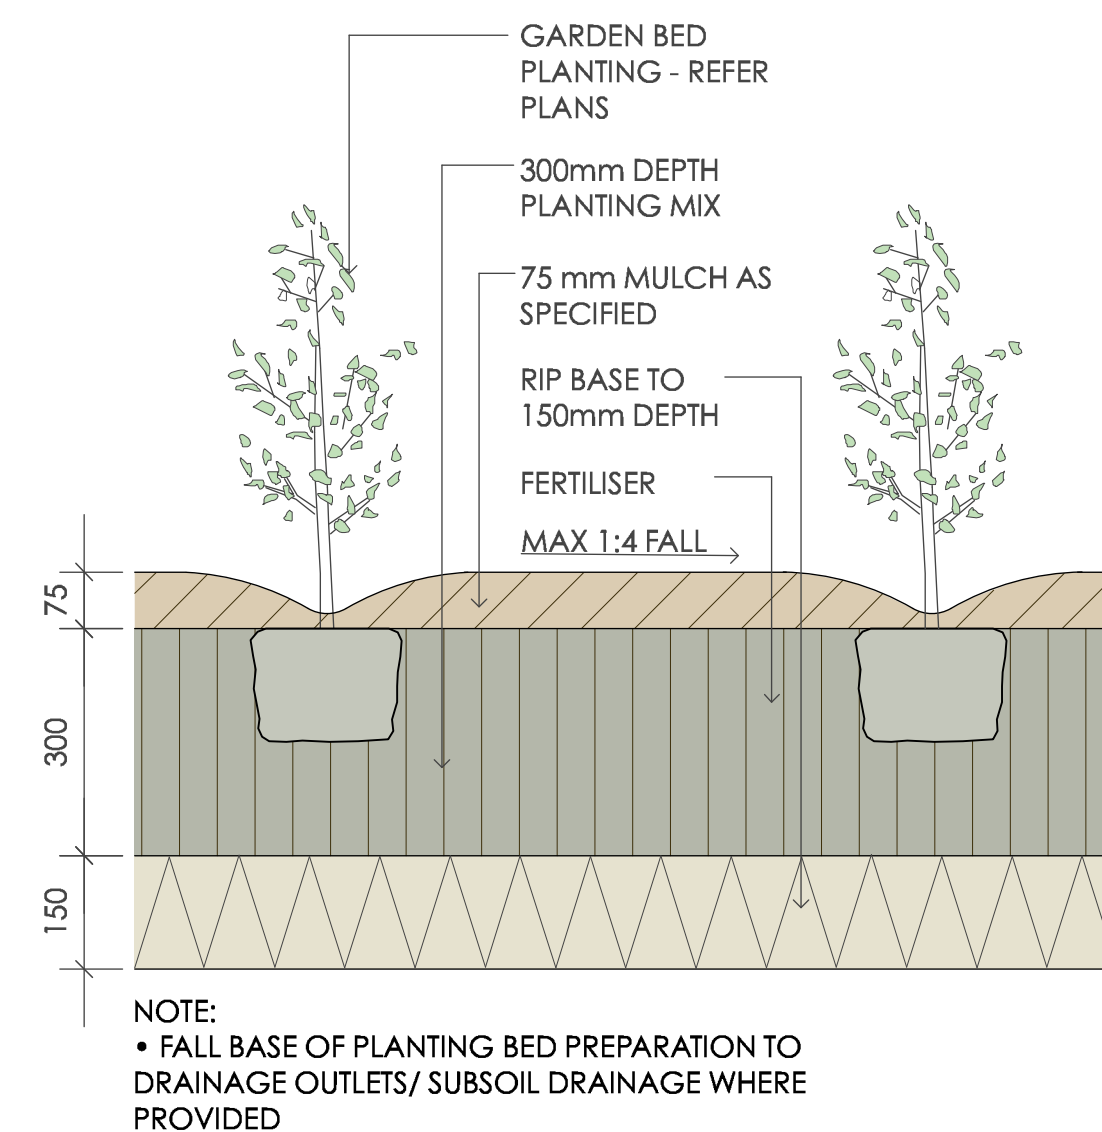 GARDEN BED
PLANTING - REFER
PLANS
300mm DEPTH
PLANTING MIX
75 mm MULCH AS
SPECIFIED
RIP BASE TO
150mm DEPTH
FERTILISER
MAX 1:4 FALL
75
300
150
NOTE:
• FALL BASE OF PLANTING BED PREPARATION TO
DRAINAGE OUTLETS/ SUBSOIL DRAINAGE WHERE
PROVIDED